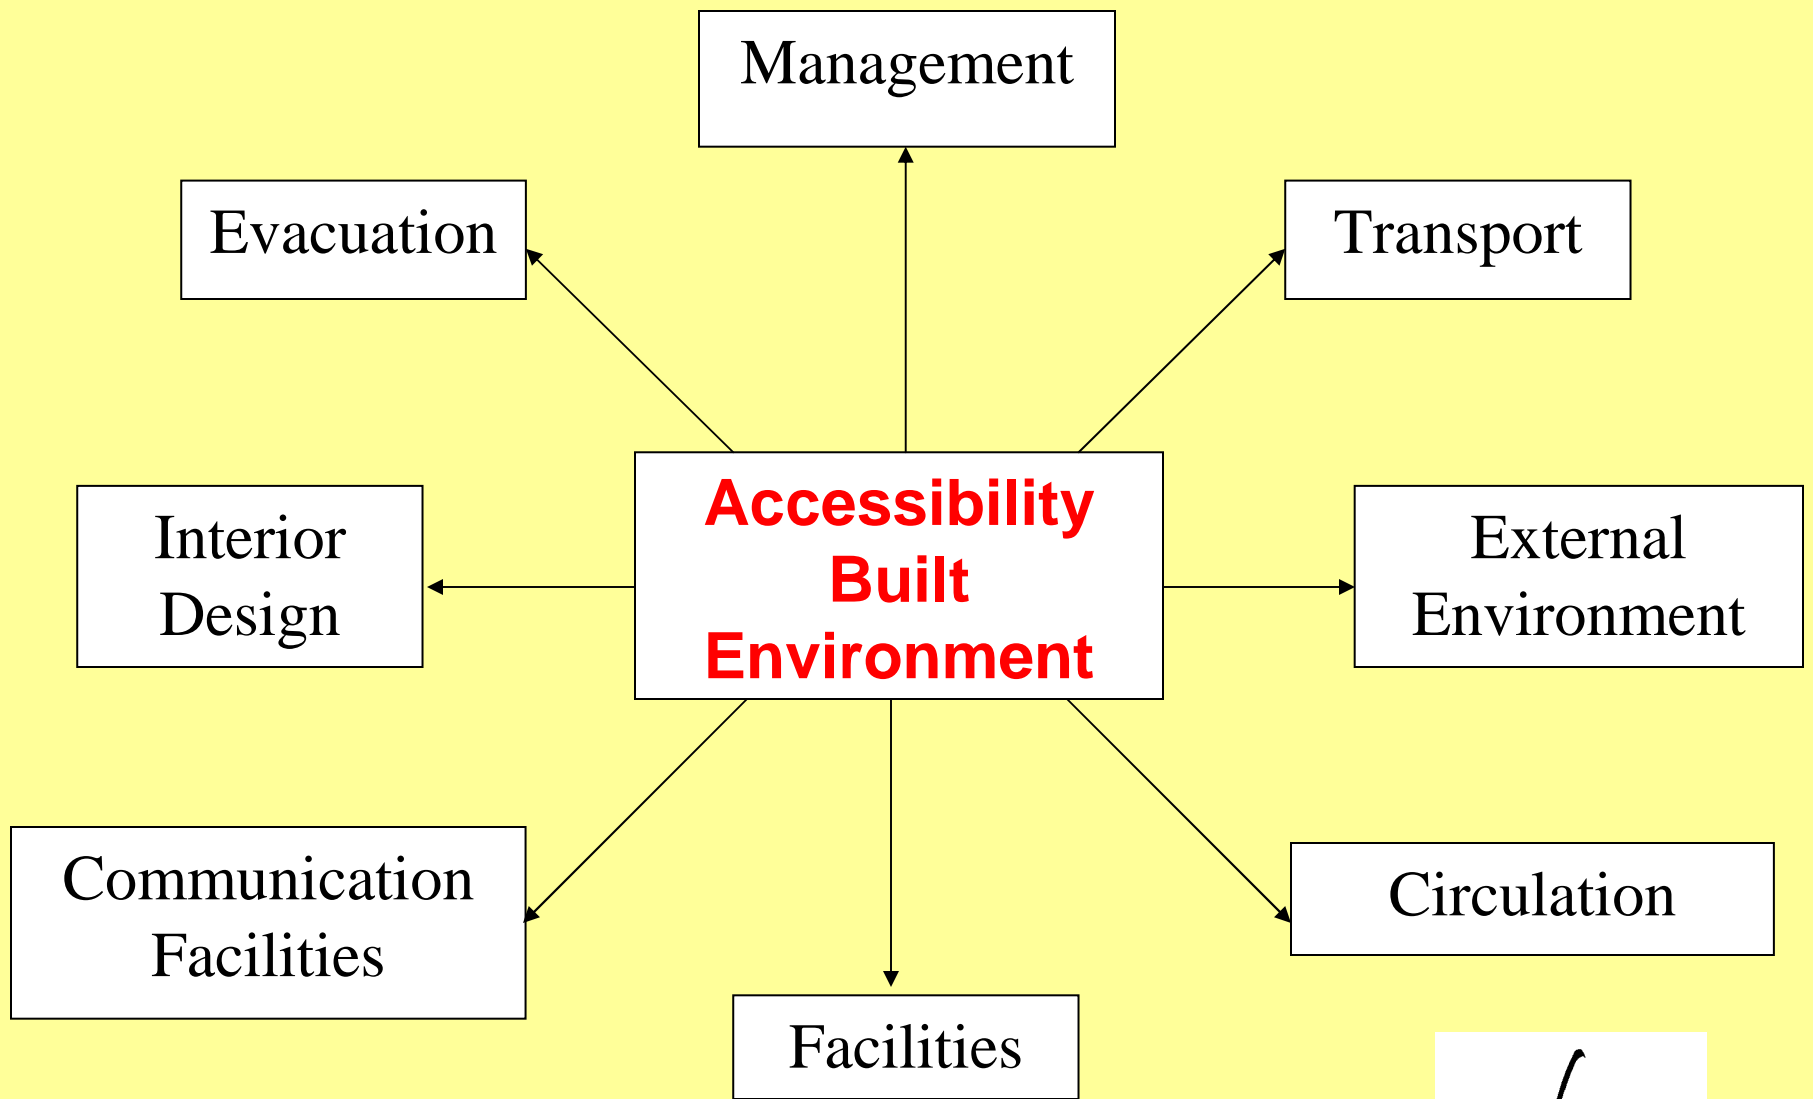 Management
Evacuation
Transport
Accessibility
Built
Environment
Interior
Design
External
Environment
Communication
Facilities
Circulation
Facilities